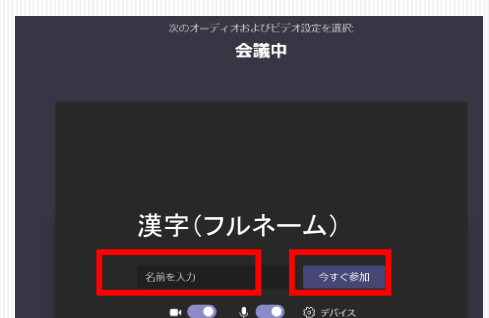 次のオーディオおよびビデオ設定を選択:
会議中
漢字(フルネーム)
名前を入力 今すぐ参加
デバイス